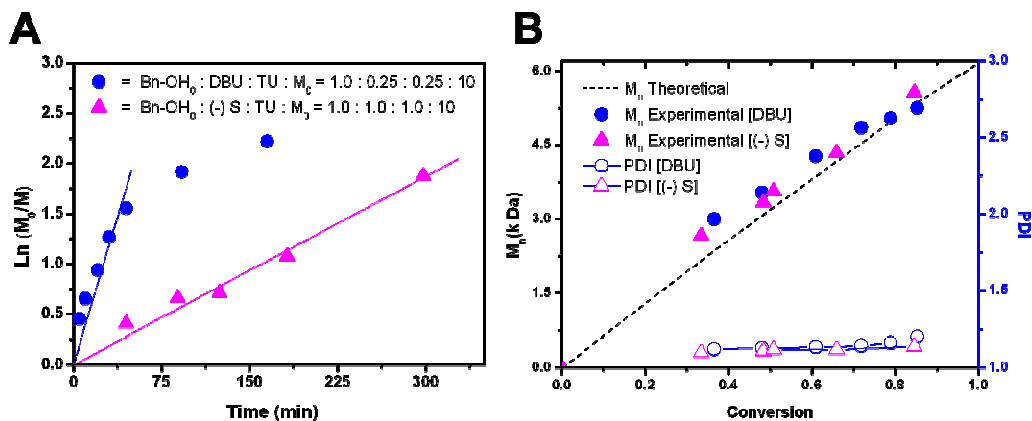 A
Ln (M0/M)
3.0
2.5
2.0
1.5
1.0
0.5
0.0
= Bn-OH0 : DBU : TU : M0 = 1.0 : 0.25 : 0.25 : 10
= Bn-OH0 : (-) S : TU : M0 = 1.0 : 1.0 : 1.0 : 10
0 75 150 225 300
Time (min)
B
Mn(k Da)
6.0
4.5
3.0
1.5
0.0
Mn Theoretical
Mn Experimental [DBU]
Mn Experimental [(-) S]
PDI [DBU]
PDI [(-) S]
3.0
2.5
2.0
1.5
1.0
PDI
0.0 0.2 0.4 0.6 0.8 1.0
Conversion